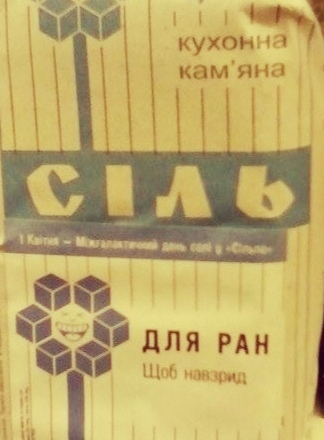 кухонна
кам'яна
СІЛЬ
1 Квітня – Міжгалактичний день солі у «Сільпо»
ДЛЯ РАН
Щоб навзрид